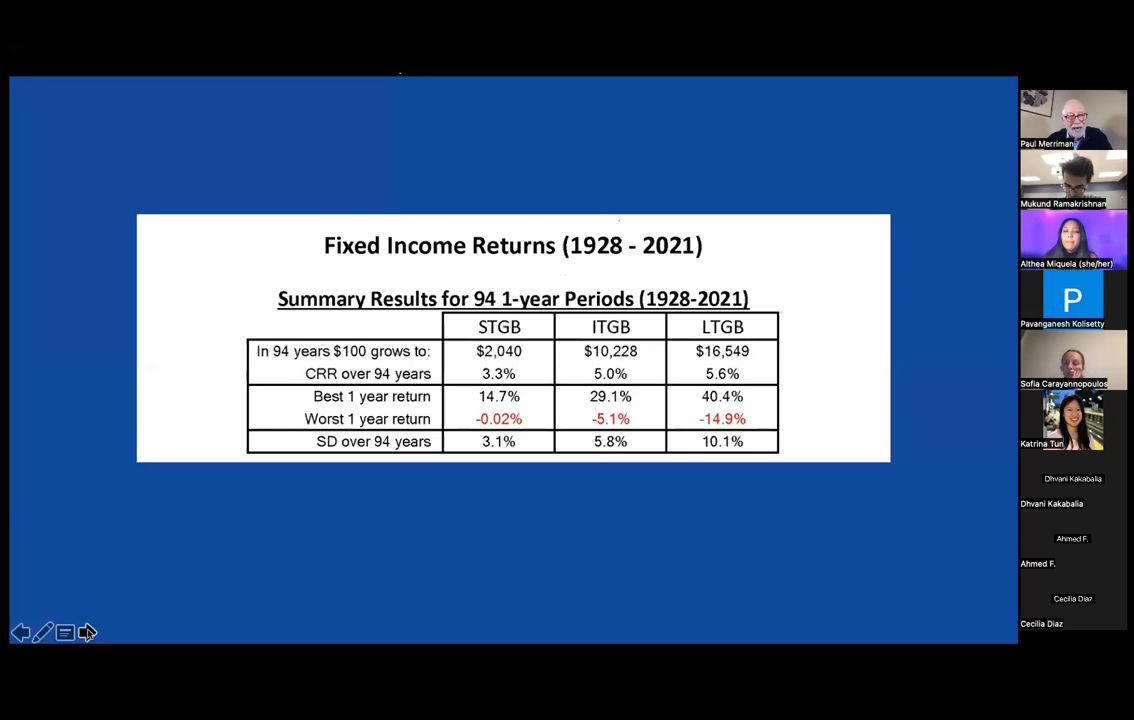 Fixed Income Returns (1928 - 2021)
Summary Results for 94 1-year Periods (1928-2021)
STGB ITGB LTGB
In 94 years $100 grows to: $2,040 $10,228 $16,549
CRR over 94 years 3.3% 5.0% 5.6%
Best 1 year return 14.7% 29.1% 40.4%
Worst 1 year return -0.02% -5.1% -14.9%
SD over 94 years 3.1% 5.8% 10.1%
Paul Merriman
Mukund Ramakrishnan
Althea Miquela (she/her)
P
Pavanganesh Kolisetty
Sofia Carayannopoulos
Katrina Tun
Dhvani Kakabalia
Dhvani Kakabalia
Ahmed F.
Ahmed F.
Cecilia Diaz
Cecilia Diaz